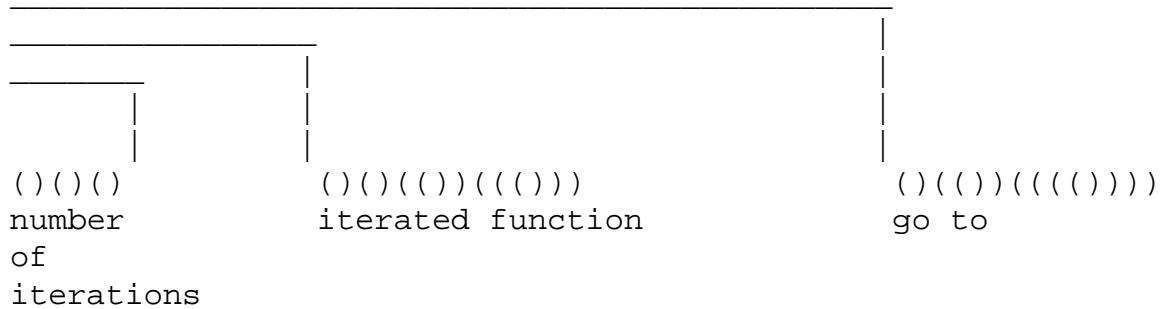 ()()() ()()(())((())) ()(())(((())))
number iterated function go to
of
iterations